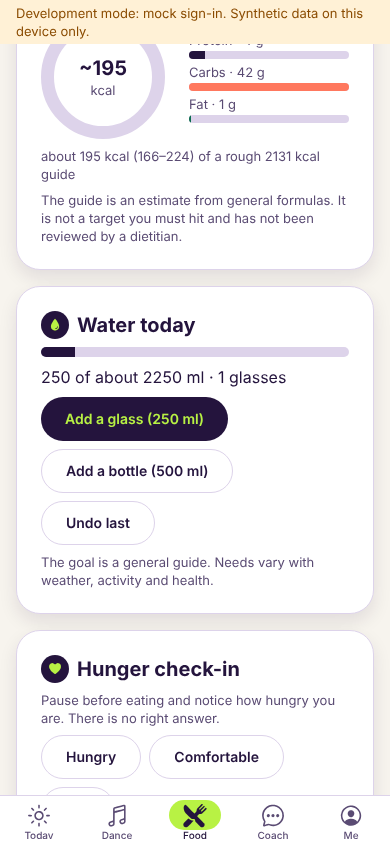 Development mode: mock sign-in. Synthetic data on this
device only.
~195
kcal
Carbs · 42 g
Fat · 1 g
about 195 kcal (166–224) of a rough 2131 kcal
guide
The guide is an estimate from general formulas. It
is not a target you must hit and has not been
reviewed by a dietitian.
Water today
250 of about 2250 ml · 1 glasses
Add a glass (250 ml)
Add a bottle (500 ml)
Undo last
The goal is a general guide. Needs vary with
weather, activity and health.
Hunger check-in
Pause before eating and notice how hungry you
are. There is no right answer.
Hungry
Comfortable
Today
Dance
Food
Coach
Me